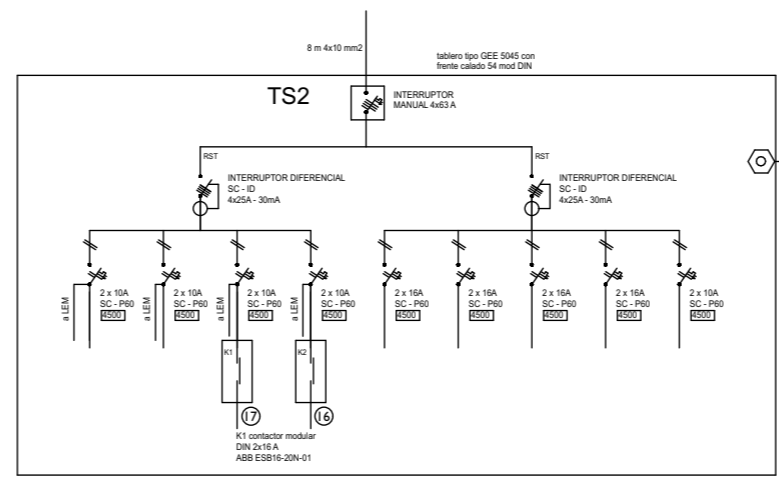 8 m 4x10 mm2
tablero tipo GEE 5045 con
frente calado 54 mod DIN
TS2
INTERRUPTOR
MANUAL 4x63 A
RST
INTERRUPTOR DIFERENCIAL
SC - ID
4x25A - 30mA
RST
INTERRUPTOR DIFERENCIAL
SC - ID
4x25A - 30mA
a LEM
2 x 10A
SC - P60
4500
a LEM
2 x 10A
SC - P60
4500
a LEM
2 x 10A
SC - P60
4500
a LEM
2 x 10A
SC - P60
4500
2 x 16A
SC - P60
4500
2 x 16A
SC - P60
4500
2 x 16A
SC - P60
4500
2 x 16A
SC - P60
4500
2 x 10A
SC - P60
4500
K1
K2
17
16
K1 contactor modular
DIN 2x16 A
ABB ESB16-20N-01